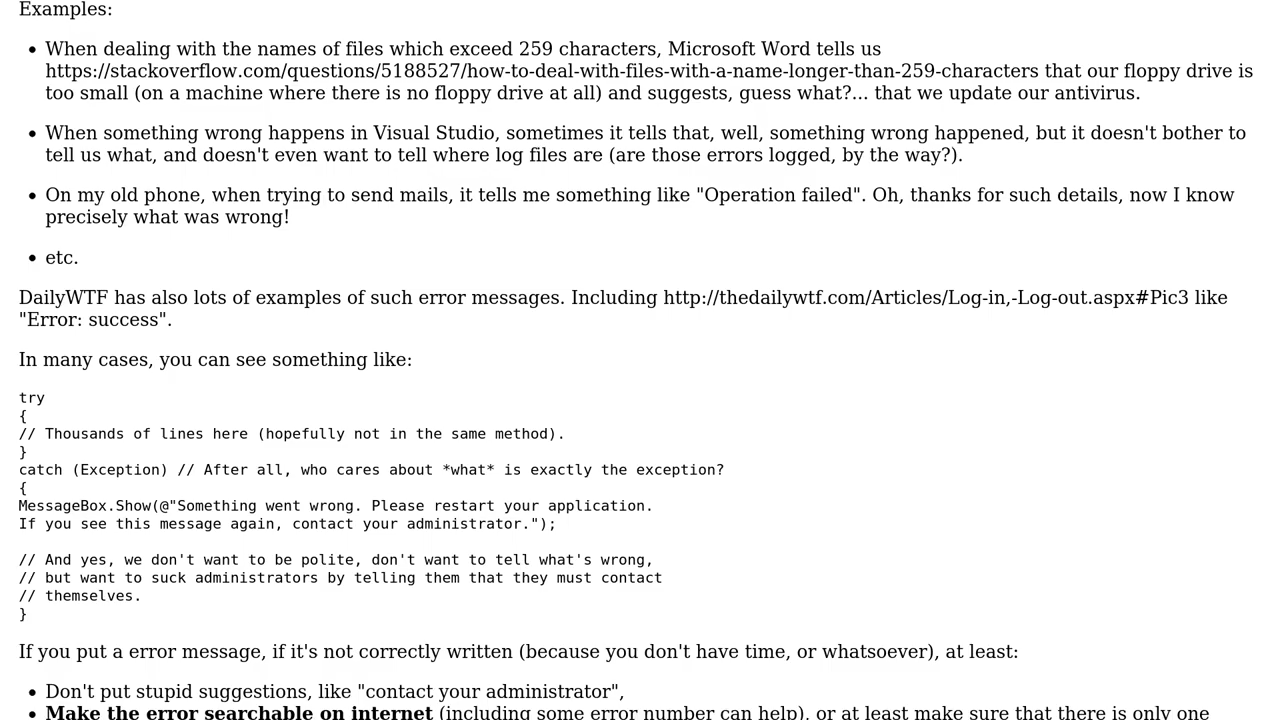 Examples:
• When dealing with the names of files which exceed 259 characters, Microsoft Word tells us
https://stackoverflow.com/questions/5188527/how-to-deal-with-files-with-a-name-longer-than-259-characters that our floppy drive is
too small (on a machine where there is no floppy drive at all) and suggests, guess what?... that we update our antivirus.
• When something wrong happens in Visual Studio, sometimes it tells that, well, something wrong happened, but it doesn't bother to
tell us what, and doesn't even want to tell where log files are (are those errors logged, by the way?).
• On my old phone, when trying to send mails, it tells me something like "Operation failed". Oh, thanks for such details, now I know
precisely what was wrong!
• etc.
DailyWTF has also lots of examples of such error messages. Including http://thedailywtf.com/Articles/Log-in,-Log-out.aspx#Pic3 like
"Error: success".
In many cases, you can see something like:
try
{
// Thousands of lines here (hopefully not in the same method).
}
catch (Exception) // After all, who cares about *what* is exactly the exception?
{
MessageBox.Show(@"Something went wrong. Please restart your application.
If you see this message again, contact your administrator.");
// And yes, we don't want to be polite, don't want to tell what's wrong,
// but want to suck administrators by telling them that they must contact
// themselves.
}
If you put a error message, if it's not correctly written (because you don't have time, or whatsoever), at least:
• Don't put stupid suggestions, like "contact your administrator",
• Make the error searchable on internet (including some error number can help), or at least make sure that there is only one